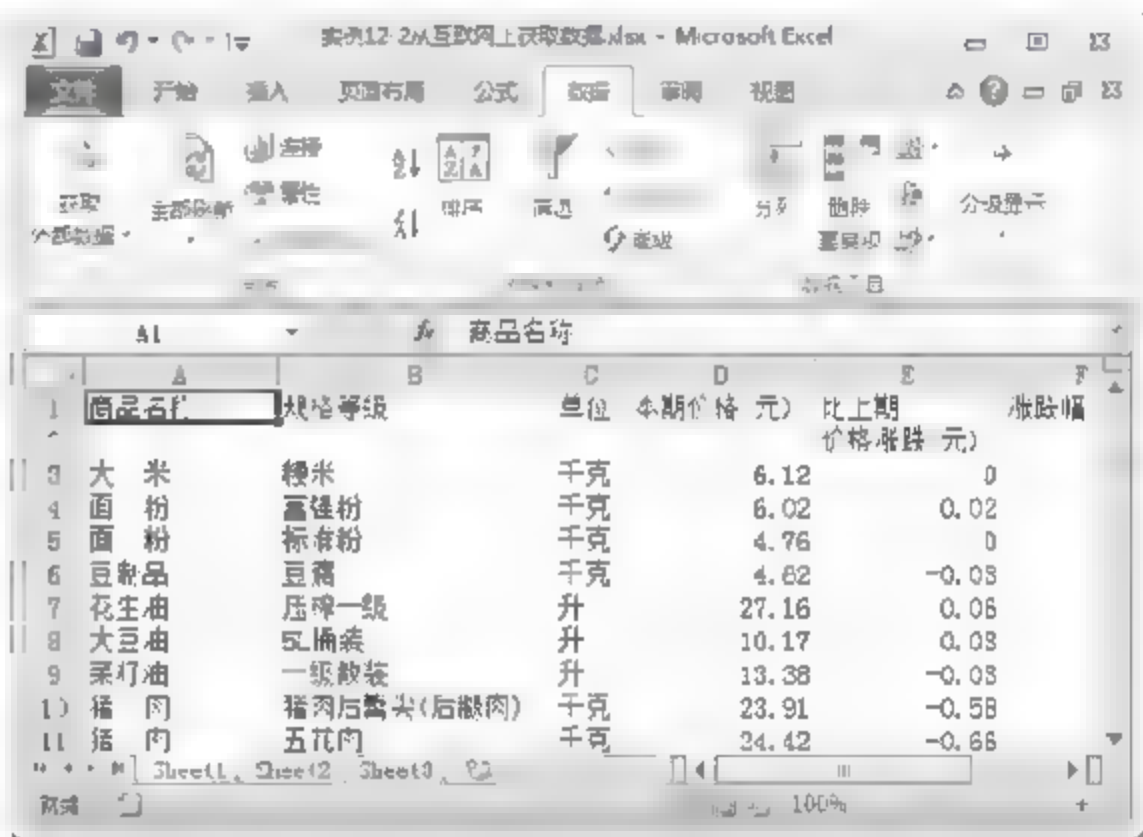 实例12-2从互联网上获取数据.xlsx - Microsoft Excel
文件 开始 插入 页面布局 公式 数据 审阅 视图
获取 外部数据 全部刷新 连接 属性
排序 筛选 高级
分列 删除 重复项 分级显示
数据工具
A1 fx 商品名称
A B C D E F
1 商品名称 规格等级 单位 本期价格 元) 比上期 价格涨跌 元) 涨跌幅
3 大 米 粳米 千克 6.12 0
4 面 粉 富强粉 千克 6.02 0.02
5 面 粉 标准粉 千克 4.76 0
6 豆制品 豆腐 千克 4.62 -0.03
7 花生油 压榨一级 升 27.16 0.06
8 大豆油 5L桶装 升 10.17 0.03
9 菜籽油 一级散装 升 13.38 -0.03
10 猪 肉 猪肉后臀尖(后腿肉) 千克 23.91 -0.58
11 猪 肉 五花肉 千克 24.42 -0.66
Sheet1 Sheet2 Sheet3
就绪 100%